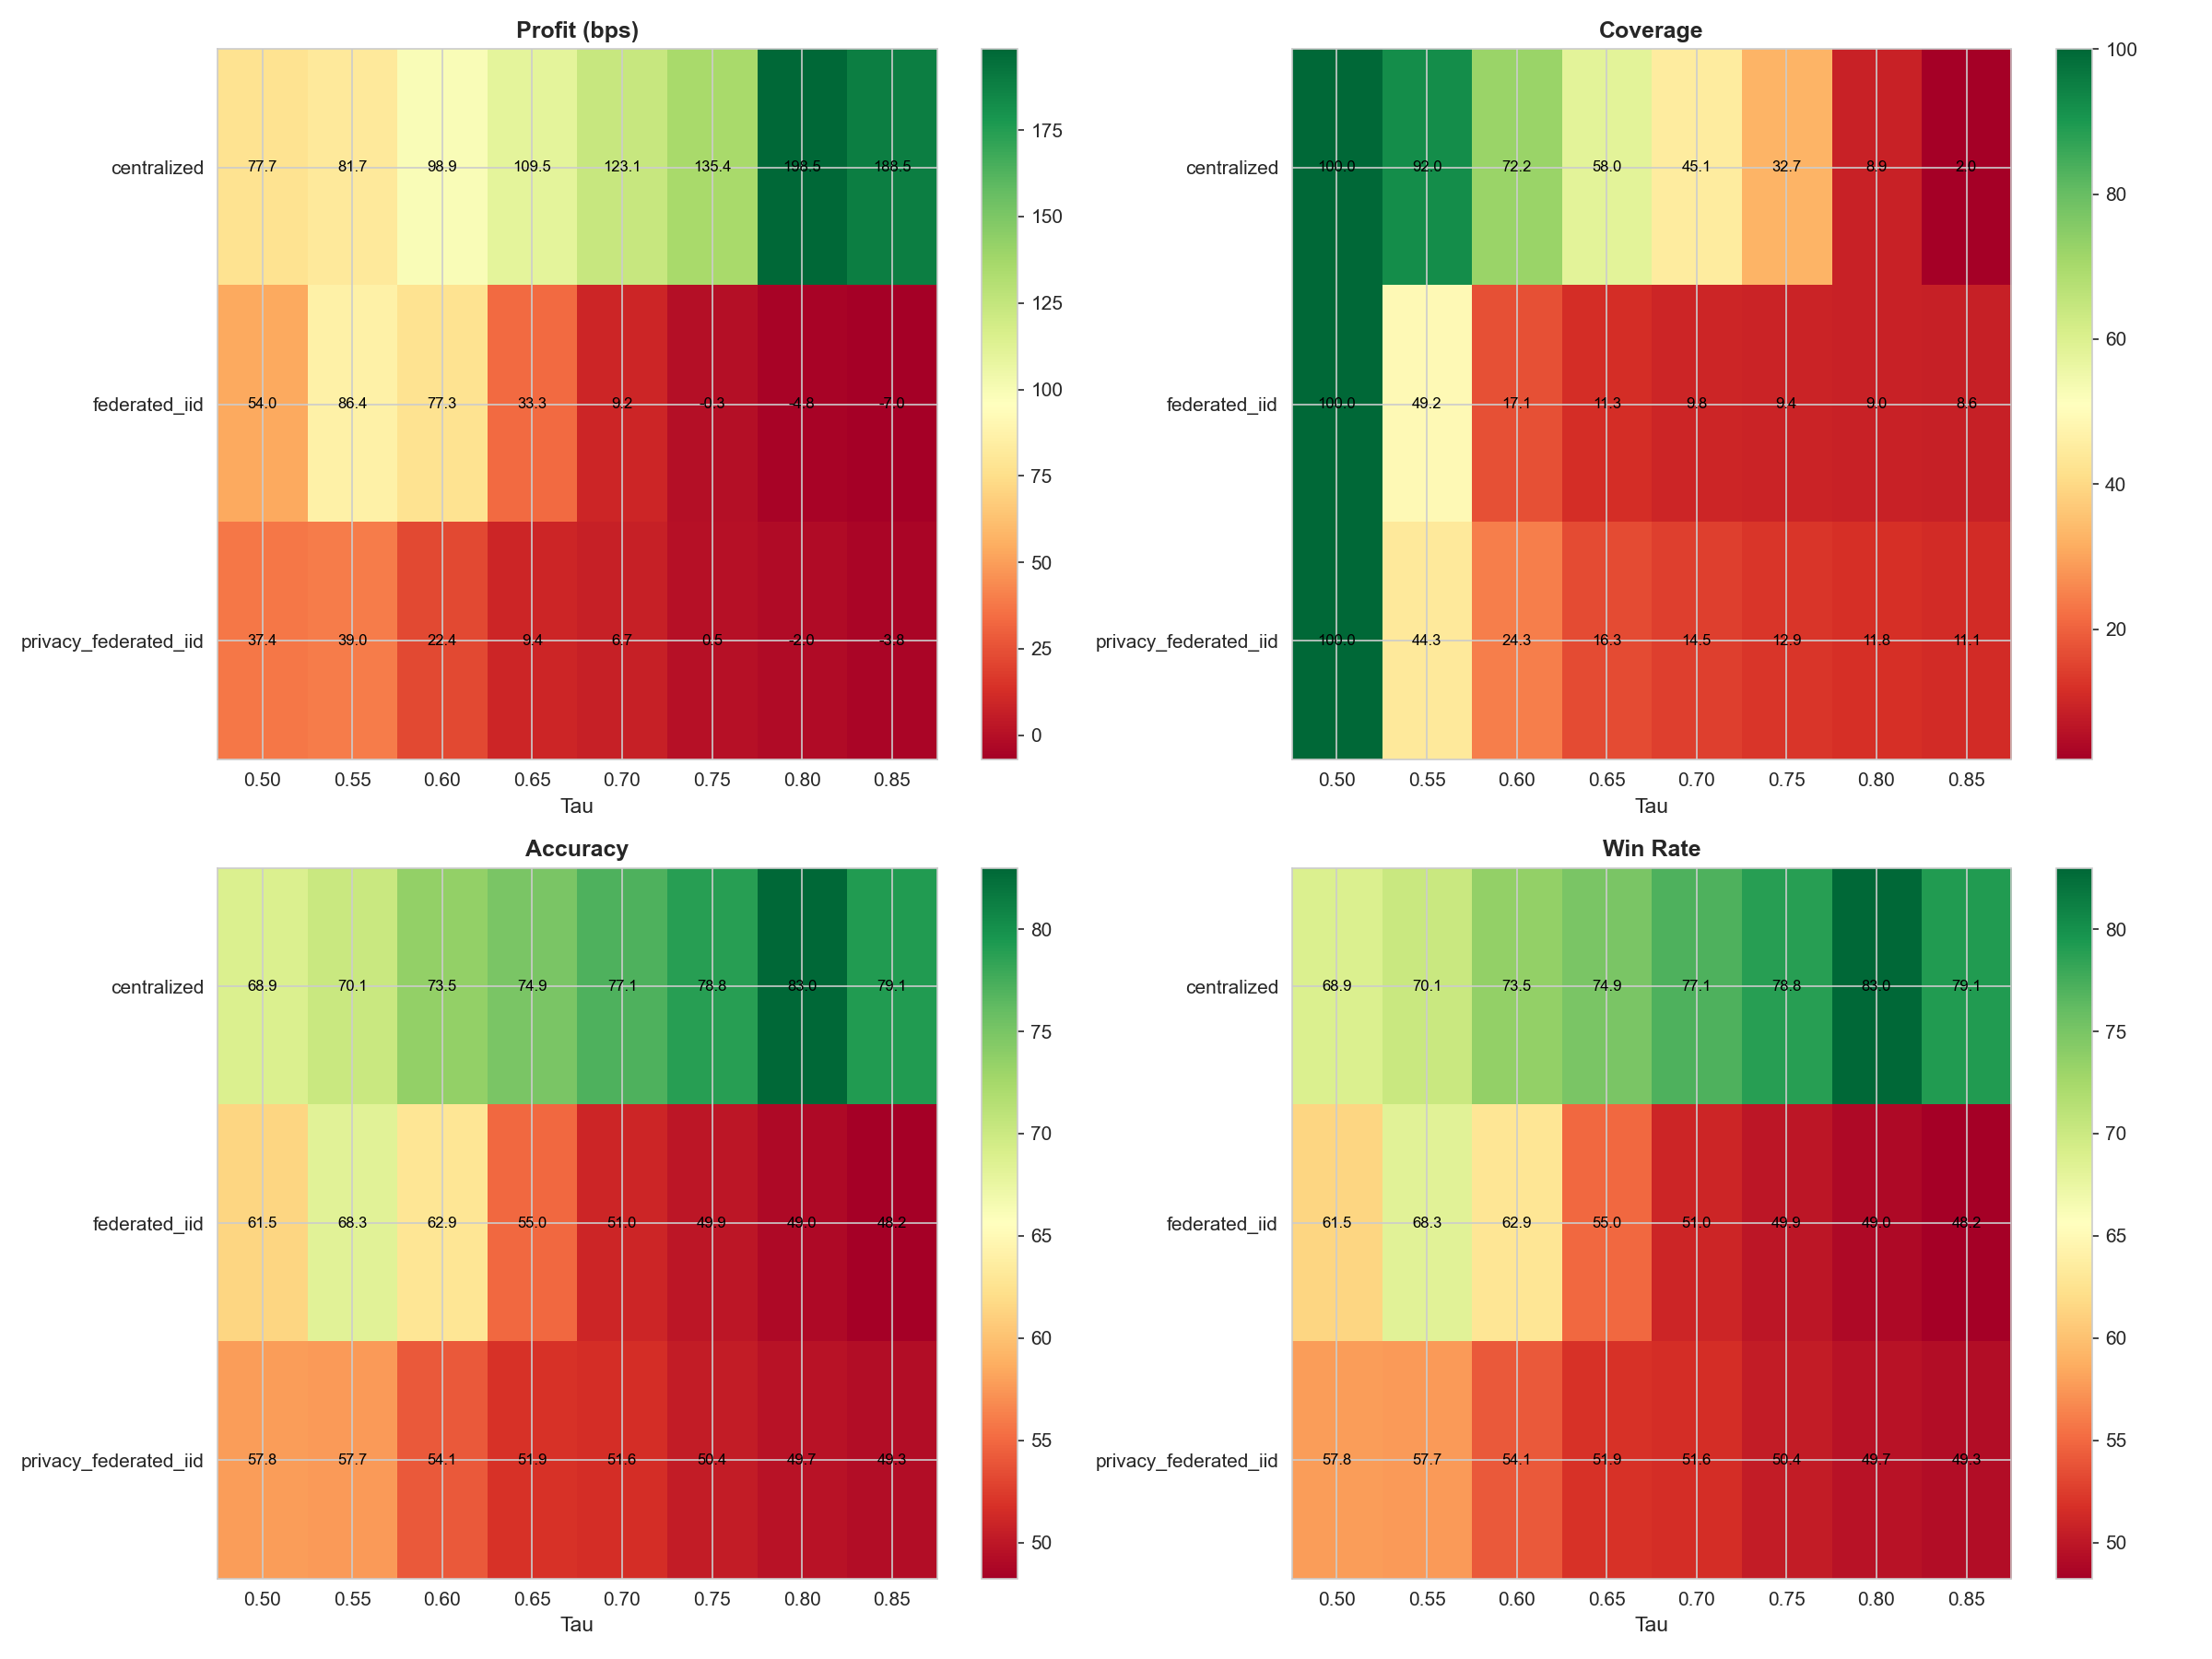 Profit (bps)
centralized 77.7 81.7 98.9 109.5 123.1 135.4 198.5 188.5
federated_iid 54.0 86.4 77.3 33.3 9.2 -0.3 -4.8 -7.0
privacy_federated_iid 37.4 39.0 22.4 9.4 6.7 0.5 -2.0 -3.8
0.50 0.55 0.60 0.65 0.70 0.75 0.80 0.85
Tau
175
150
125
100
75
50
25
0
Coverage
centralized 100.0 92.0 72.2 58.0 45.1 32.7 8.9 2.0
federated_iid 100.0 49.2 17.1 11.3 9.8 9.4 9.0 8.6
privacy_federated_iid 100.0 44.3 24.3 16.3 14.5 12.9 11.8 11.1
0.50 0.55 0.60 0.65 0.70 0.75 0.80 0.85
Tau
100
80
60
40
20
Accuracy
centralized 68.9 70.1 73.5 74.9 77.1 78.8 83.0 79.1
federated_iid 61.5 68.3 62.9 55.0 51.0 49.9 49.0 48.2
privacy_federated_iid 57.8 57.7 54.1 51.9 51.6 50.4 49.7 49.3
0.50 0.55 0.60 0.65 0.70 0.75 0.80 0.85
Tau
80
75
70
65
60
55
50
Win Rate
centralized 68.9 70.1 73.5 74.9 77.1 78.8 83.0 79.1
federated_iid 61.5 68.3 62.9 55.0 51.0 49.9 49.0 48.2
privacy_federated_iid 57.8 57.7 54.1 51.9 51.6 50.4 49.7 49.3
0.50 0.55 0.60 0.65 0.70 0.75 0.80 0.85
Tau
80
75
70
65
60
55
50